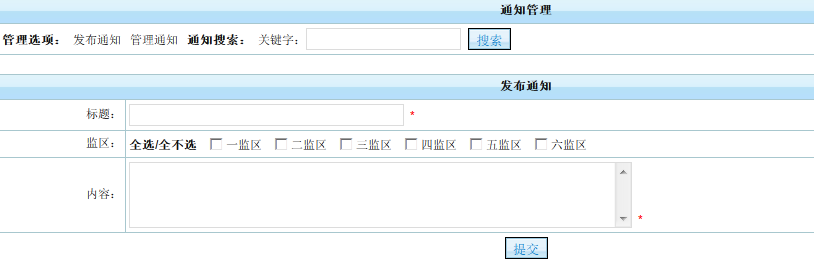 通知管理
管理选项： 发布通知 管理通知 通知搜索： 关键字： 搜索
发布通知
标题： *
监区： 全选/全不选 一监区 二监区 三监区 四监区 五监区 六监区
内容： *
提交